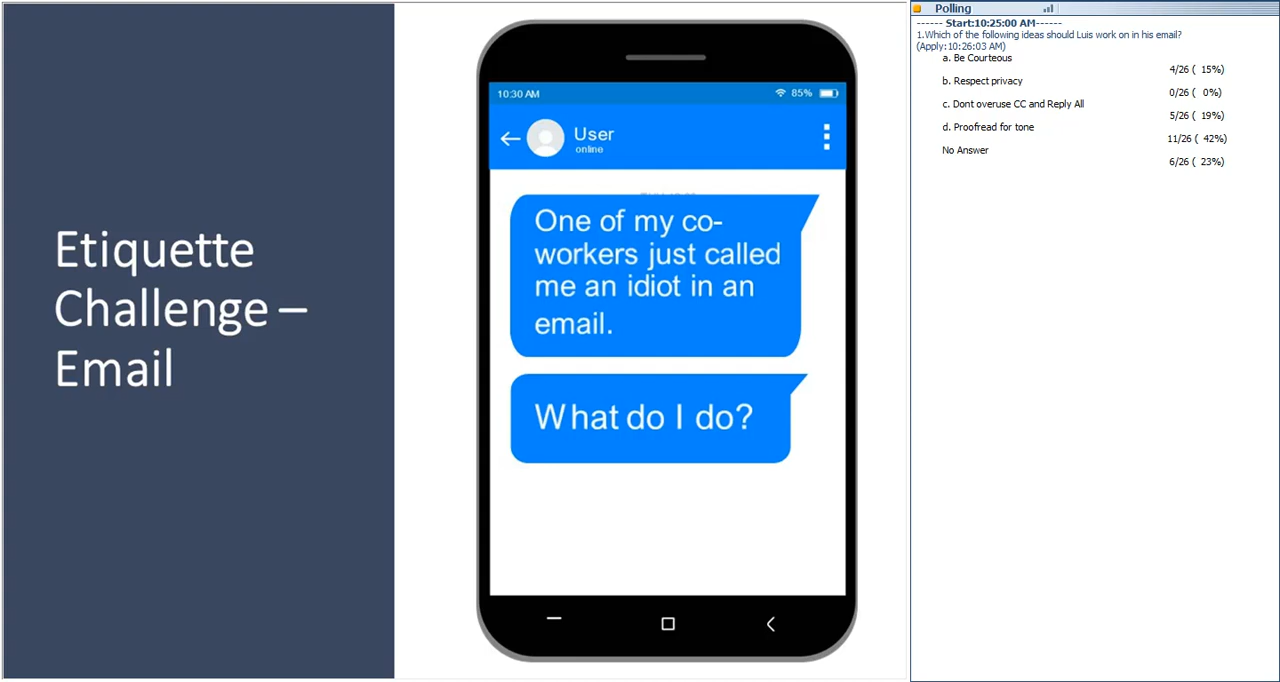 Etiquette
Challenge –
Email
10:30 AM
85%
User
online
One of my co-
workers just called
me an idiot in an
email.
What do I do?
Polling
------ Start:10:25:00 AM------
1.Which of the following ideas should Luis work on in his email?
(Apply:10:26:03 AM)
a. Be Courteous
4/26 ( 15%)
b. Respect privacy
0/26 ( 0%)
c. Dont overuse CC and Reply All
5/26 ( 19%)
d. Proofread for tone
11/26 ( 42%)
No Answer
6/26 ( 23%)